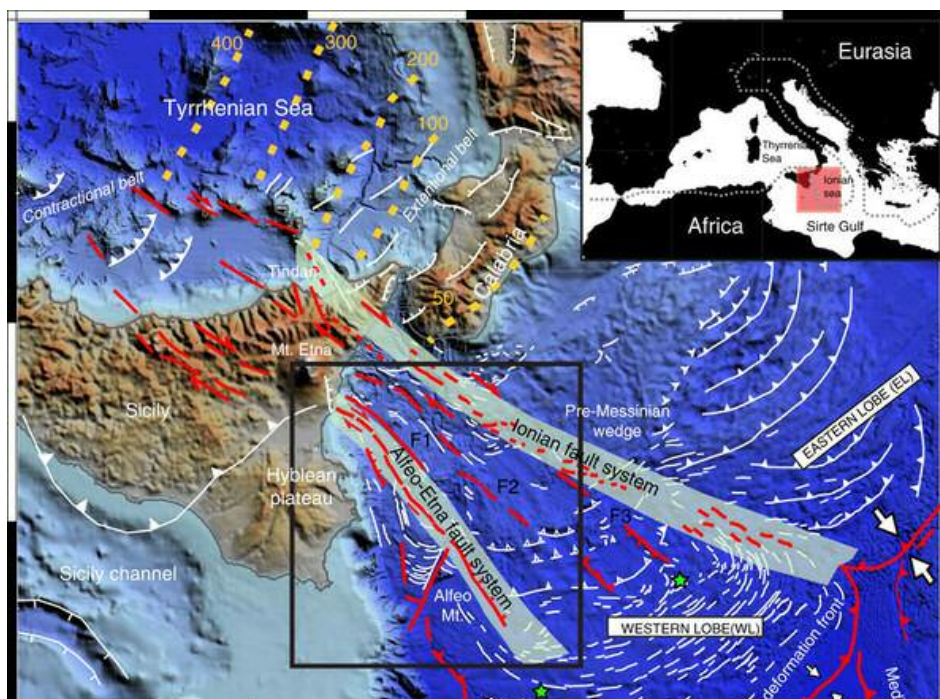 400
300
200
100
50
Tyrrhenian Sea
Contractional belt
Extentional belt
Calabria
Tindari
Mt. Etna
Sicily
Hyblean
plateau
Sicily channel
Alfeo
Mt.
F1
F2
F3
Alfeo-Etna fault system
Ionian fault system
Pre-Messinian
wedge
EASTERN LOBE (EL)
WESTERN LOBE(WL)
deformation front
Eurasia
Thyrrenia
Sea
Ionian
sea
Africa
Sirte Gulf